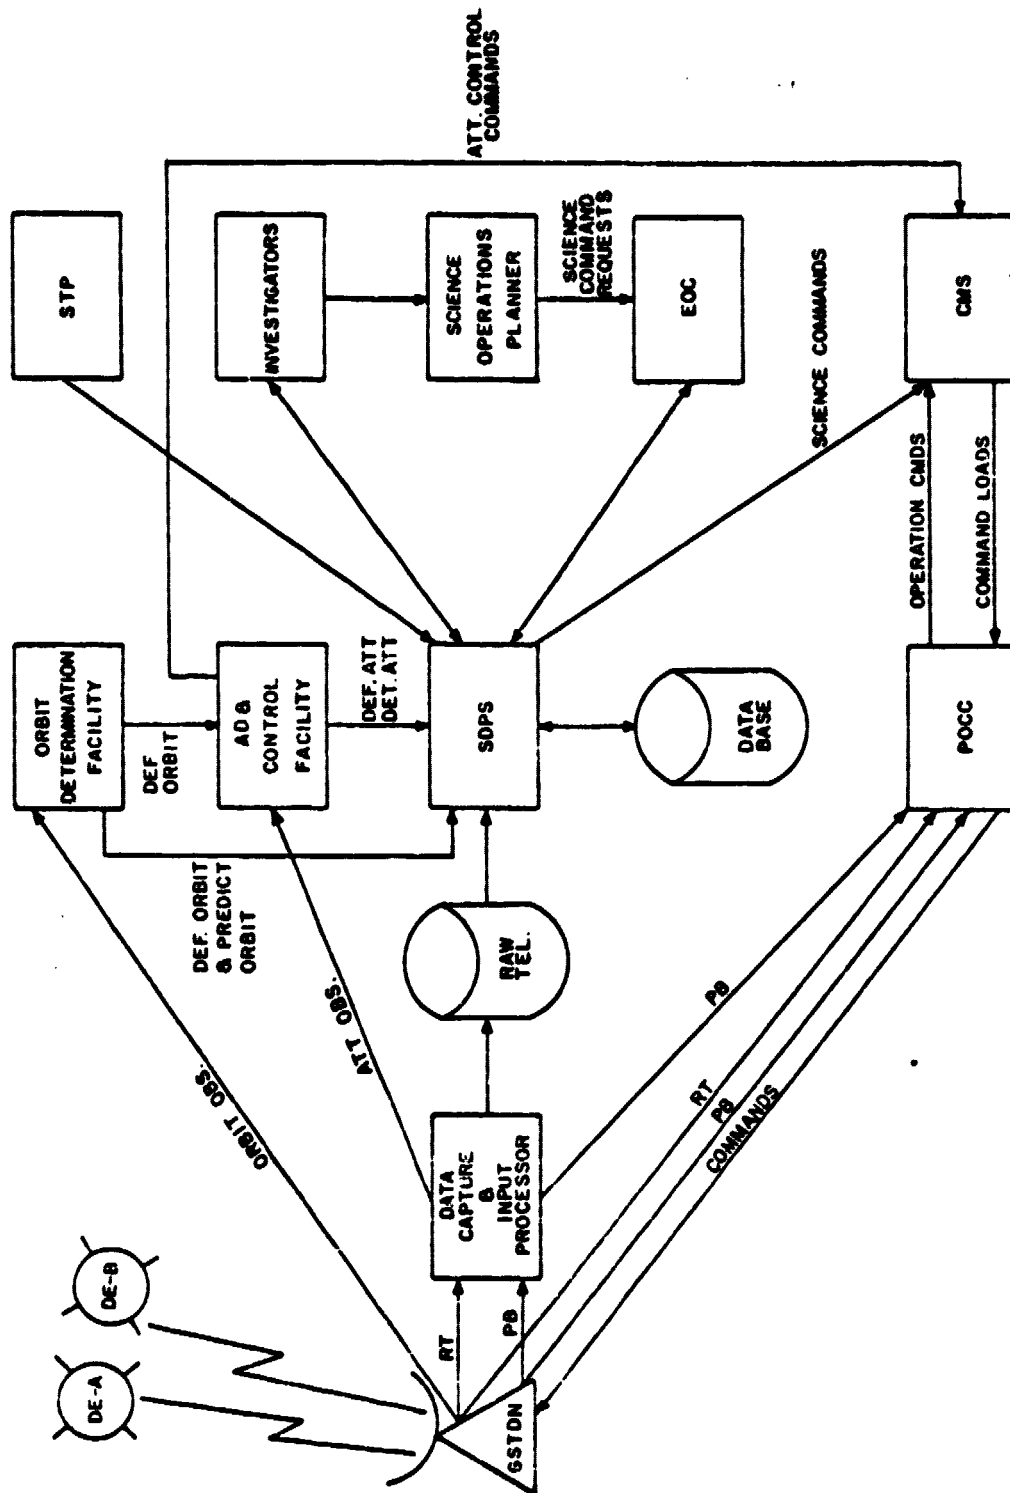 DE-A
DE-B
GSTDN
ORBIT OBS.
RT
PB
DATA
CAPTURE
&
INPUT
PROCESSOR
ATT OBS.
RAW
TEL.
PB
RT
PB
COMMANDS
ORBIT
DETERMINATION
FACILITY
DEF
ORBIT
DEF. ORBIT
& PREDICT
ORBIT
AD &
CONTROL
FACILITY
DEF. ATT
DET. ATT
SDPS
DATA
BASE
POCC
OPERATION CMDS
COMMAND LOADS
SCIENCE COMMANDS
STP
INVESTIGATORS
SCIENCE
OPERATIONS
PLANNER
SCIENCE
COMMAND
REQUESTS
EOC
CMS
ATT. CONTROL
COMMANDS